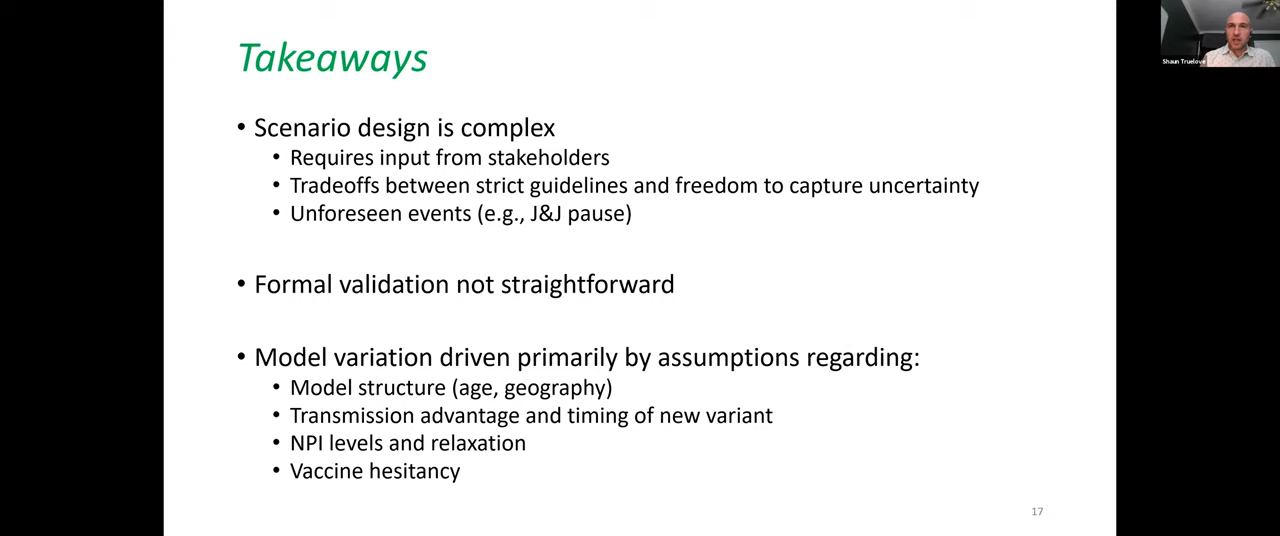 Takeaways
Shaun Truelove
• Scenario design is complex
• Requires input from stakeholders
• Tradeoffs between strict guidelines and freedom to capture uncertainty
• Unforeseen events (e.g., J&J pause)
• Formal validation not straightforward
• Model variation driven primarily by assumptions regarding:
• Model structure (age, geography)
• Transmission advantage and timing of new variant
• NPI levels and relaxation
• Vaccine hesitancy
17